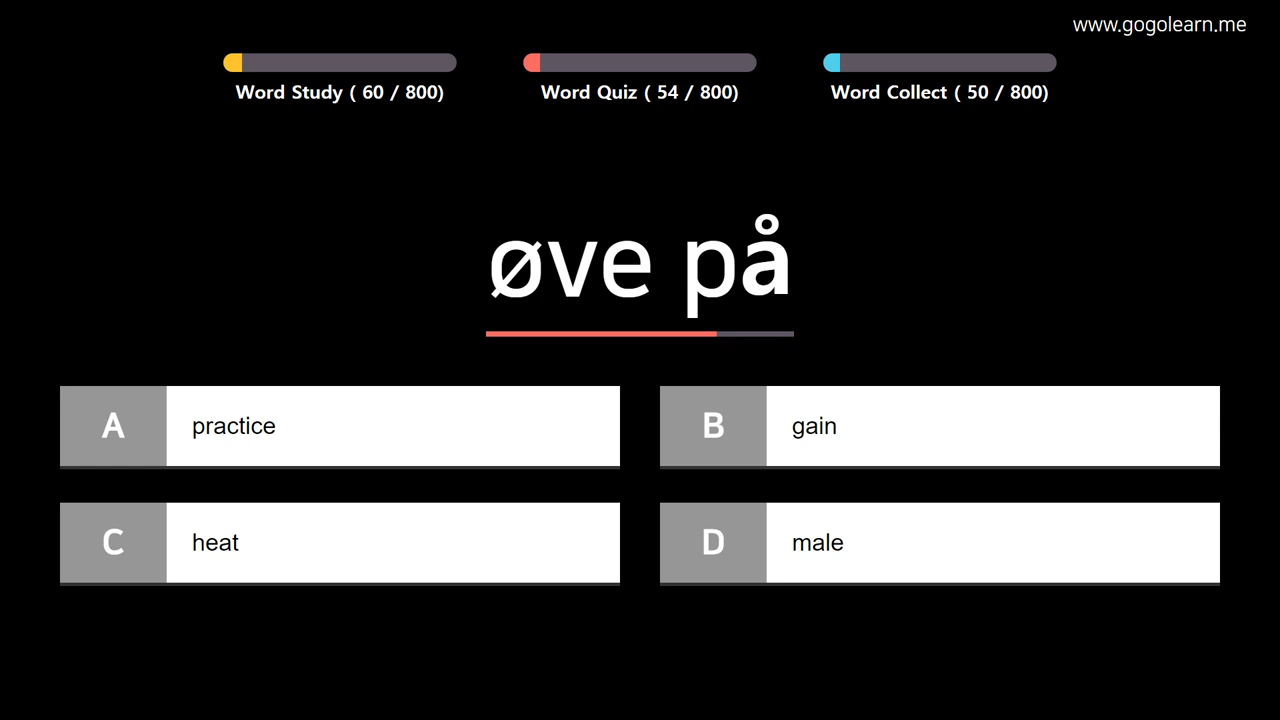 www.gogolearn.me
Word Study ( 60 / 800)
Word Quiz ( 54 / 800)
Word Collect ( 50 / 800)
øve på
A practice
B gain
C heat
D male